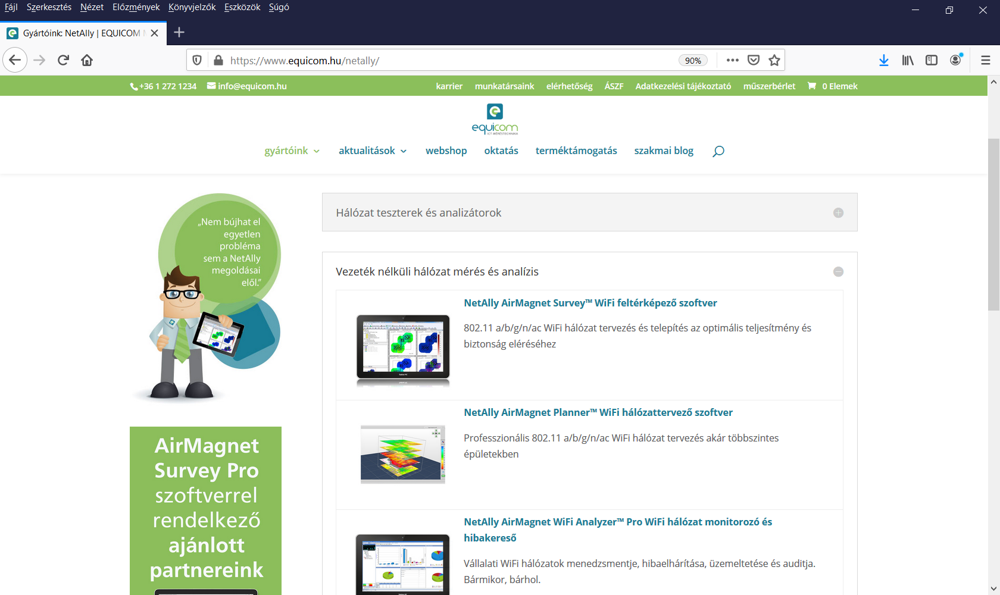 Fájl Szerkesztés Nézet Előzmények Könyvjelzők Eszközök Súgó
Gyártóink: NetAlly | EQUICOM
https://www.equicom.hu/netally/
90%
+36 1 272 1234 info@equicom.hu karrier munkatársaink elérhetőség ÁSZF Adatkezelési tájékoztató műszerbérlet 0 Elemek
equicom
ICT MÉRÉSTECHNIKA
gyártóink aktualitások webshop oktatás terméktámogatás szakmai blog
„Nem bújhat el
egyetlen
probléma
sem a NetAlly
megoldásai
elől.”
AirMagnet
Survey Pro
szoftverrel
rendelkező
ajánlott
partnereink
Hálózat teszterek és analizátorok
Vezeték nélküli hálózat mérés és analízis
NetAlly AirMagnet Survey™ WiFi feltérképező szoftver
802.11 a/b/g/n/ac WiFi hálózat tervezés és telepítés az optimális teljesítmény és
biztonság eléréséhez
NetAlly AirMagnet Planner™ WiFi hálózattervező szoftver
Professzionális 802.11 a/b/g/n/ac WiFi hálózat tervezés akár többszintes
épületekben
NetAlly AirMagnet WiFi Analyzer™ Pro WiFi hálózat monitorozó és
hibakereső
Vállalati WiFi hálózatok menedzsmentje, hibaelhárítása, üzemeltetése és auditja.
Bármikor, bárhol.